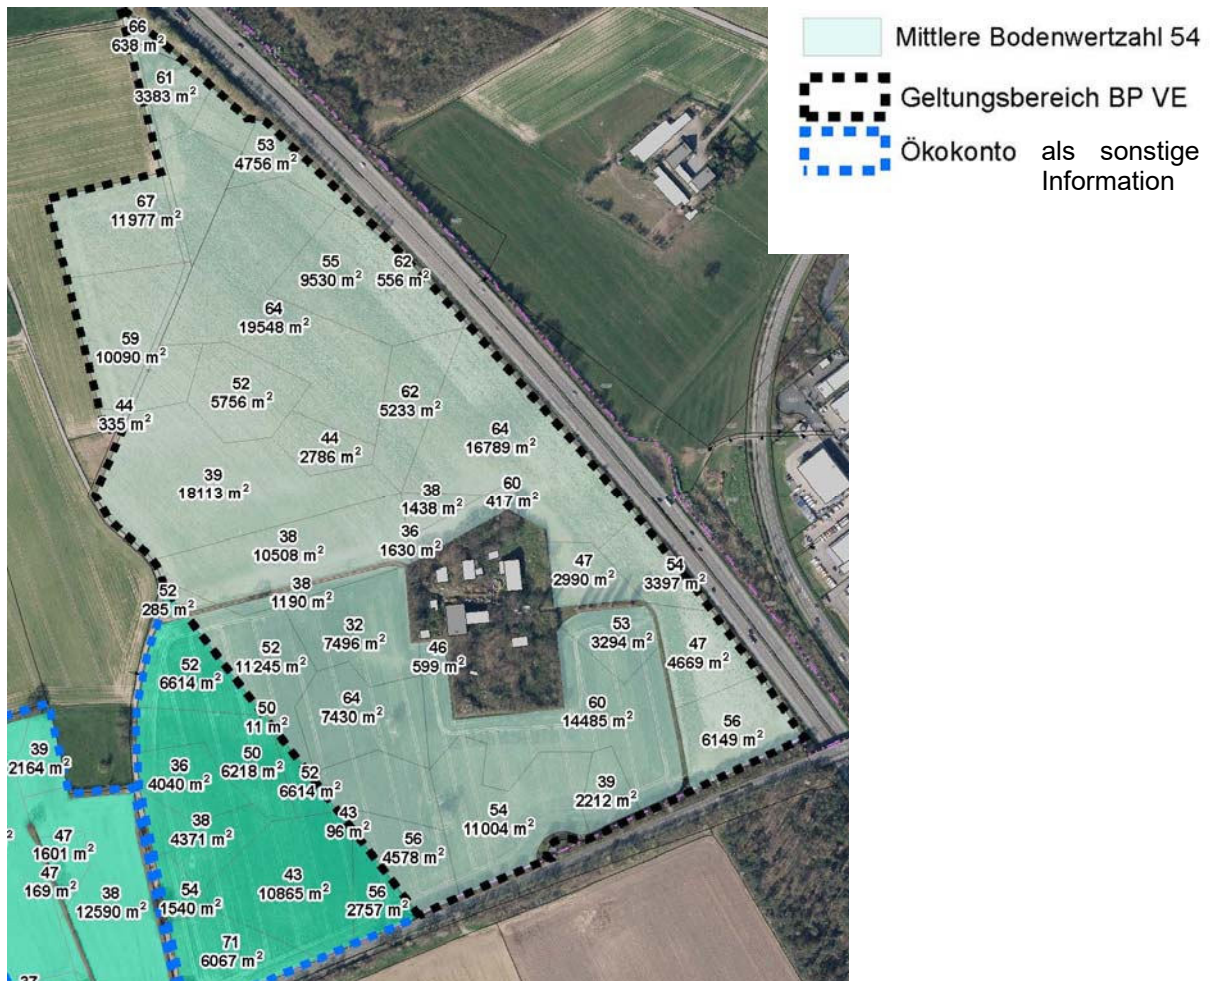 Mittlere Bodenwertzahl 54
Geltungsbereich BP VE
Ökokonto als sonstige
Information
66
638 m²
61
3383 m²
53
4756 m²
67
11977 m²
55
9530 m²
62
556 m²
64
19548 m²
59
10090 m²
52
5756 m²
62
5233 m²
44
335 m²
44
2786 m²
64
16789 m²
39
18113 m²
38
1438 m²
60
417 m²
38
10508 m²
36
1630 m²
47
2990 m²
54
3397 m²
38
1190 m²
52
285 m²
32
7496 m²
53
3294 m²
52
11245 m²
46
599 m²
47
4669 m²
52
6614 m²
64
7430 m²
60
14485 m²
50
11 m²
56
6149 m²
39
2164 m²
50
6218 m²
36
4040 m²
52
6614 m²
39
2212 m²
54
11004 m²
43
96 m²
38
4371 m²
47
1601 m²
56
4578 m²
47
169 m²
43
10865 m²
38
12590 m²
54
1540 m²
56
2757 m²
71
6067 m²